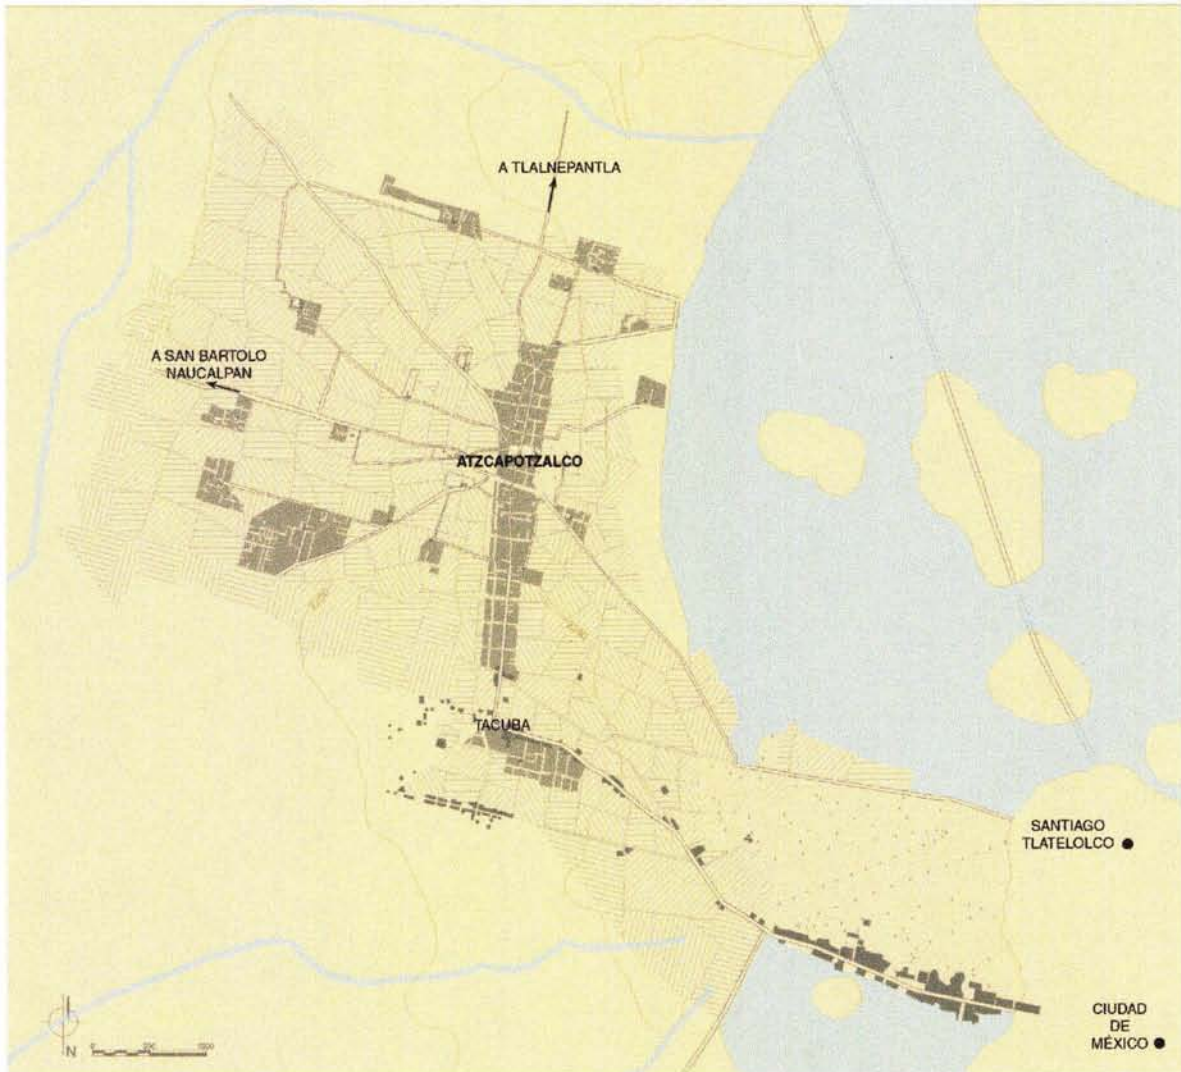 A TLALNEPANTLA
A SAN BARTOLO
NAUCALPAN
ATZCAPOTZALCO
TACUBA
SANTIAGO
TLATELOLCO
CIUDAD
DE
MÉXICO
N